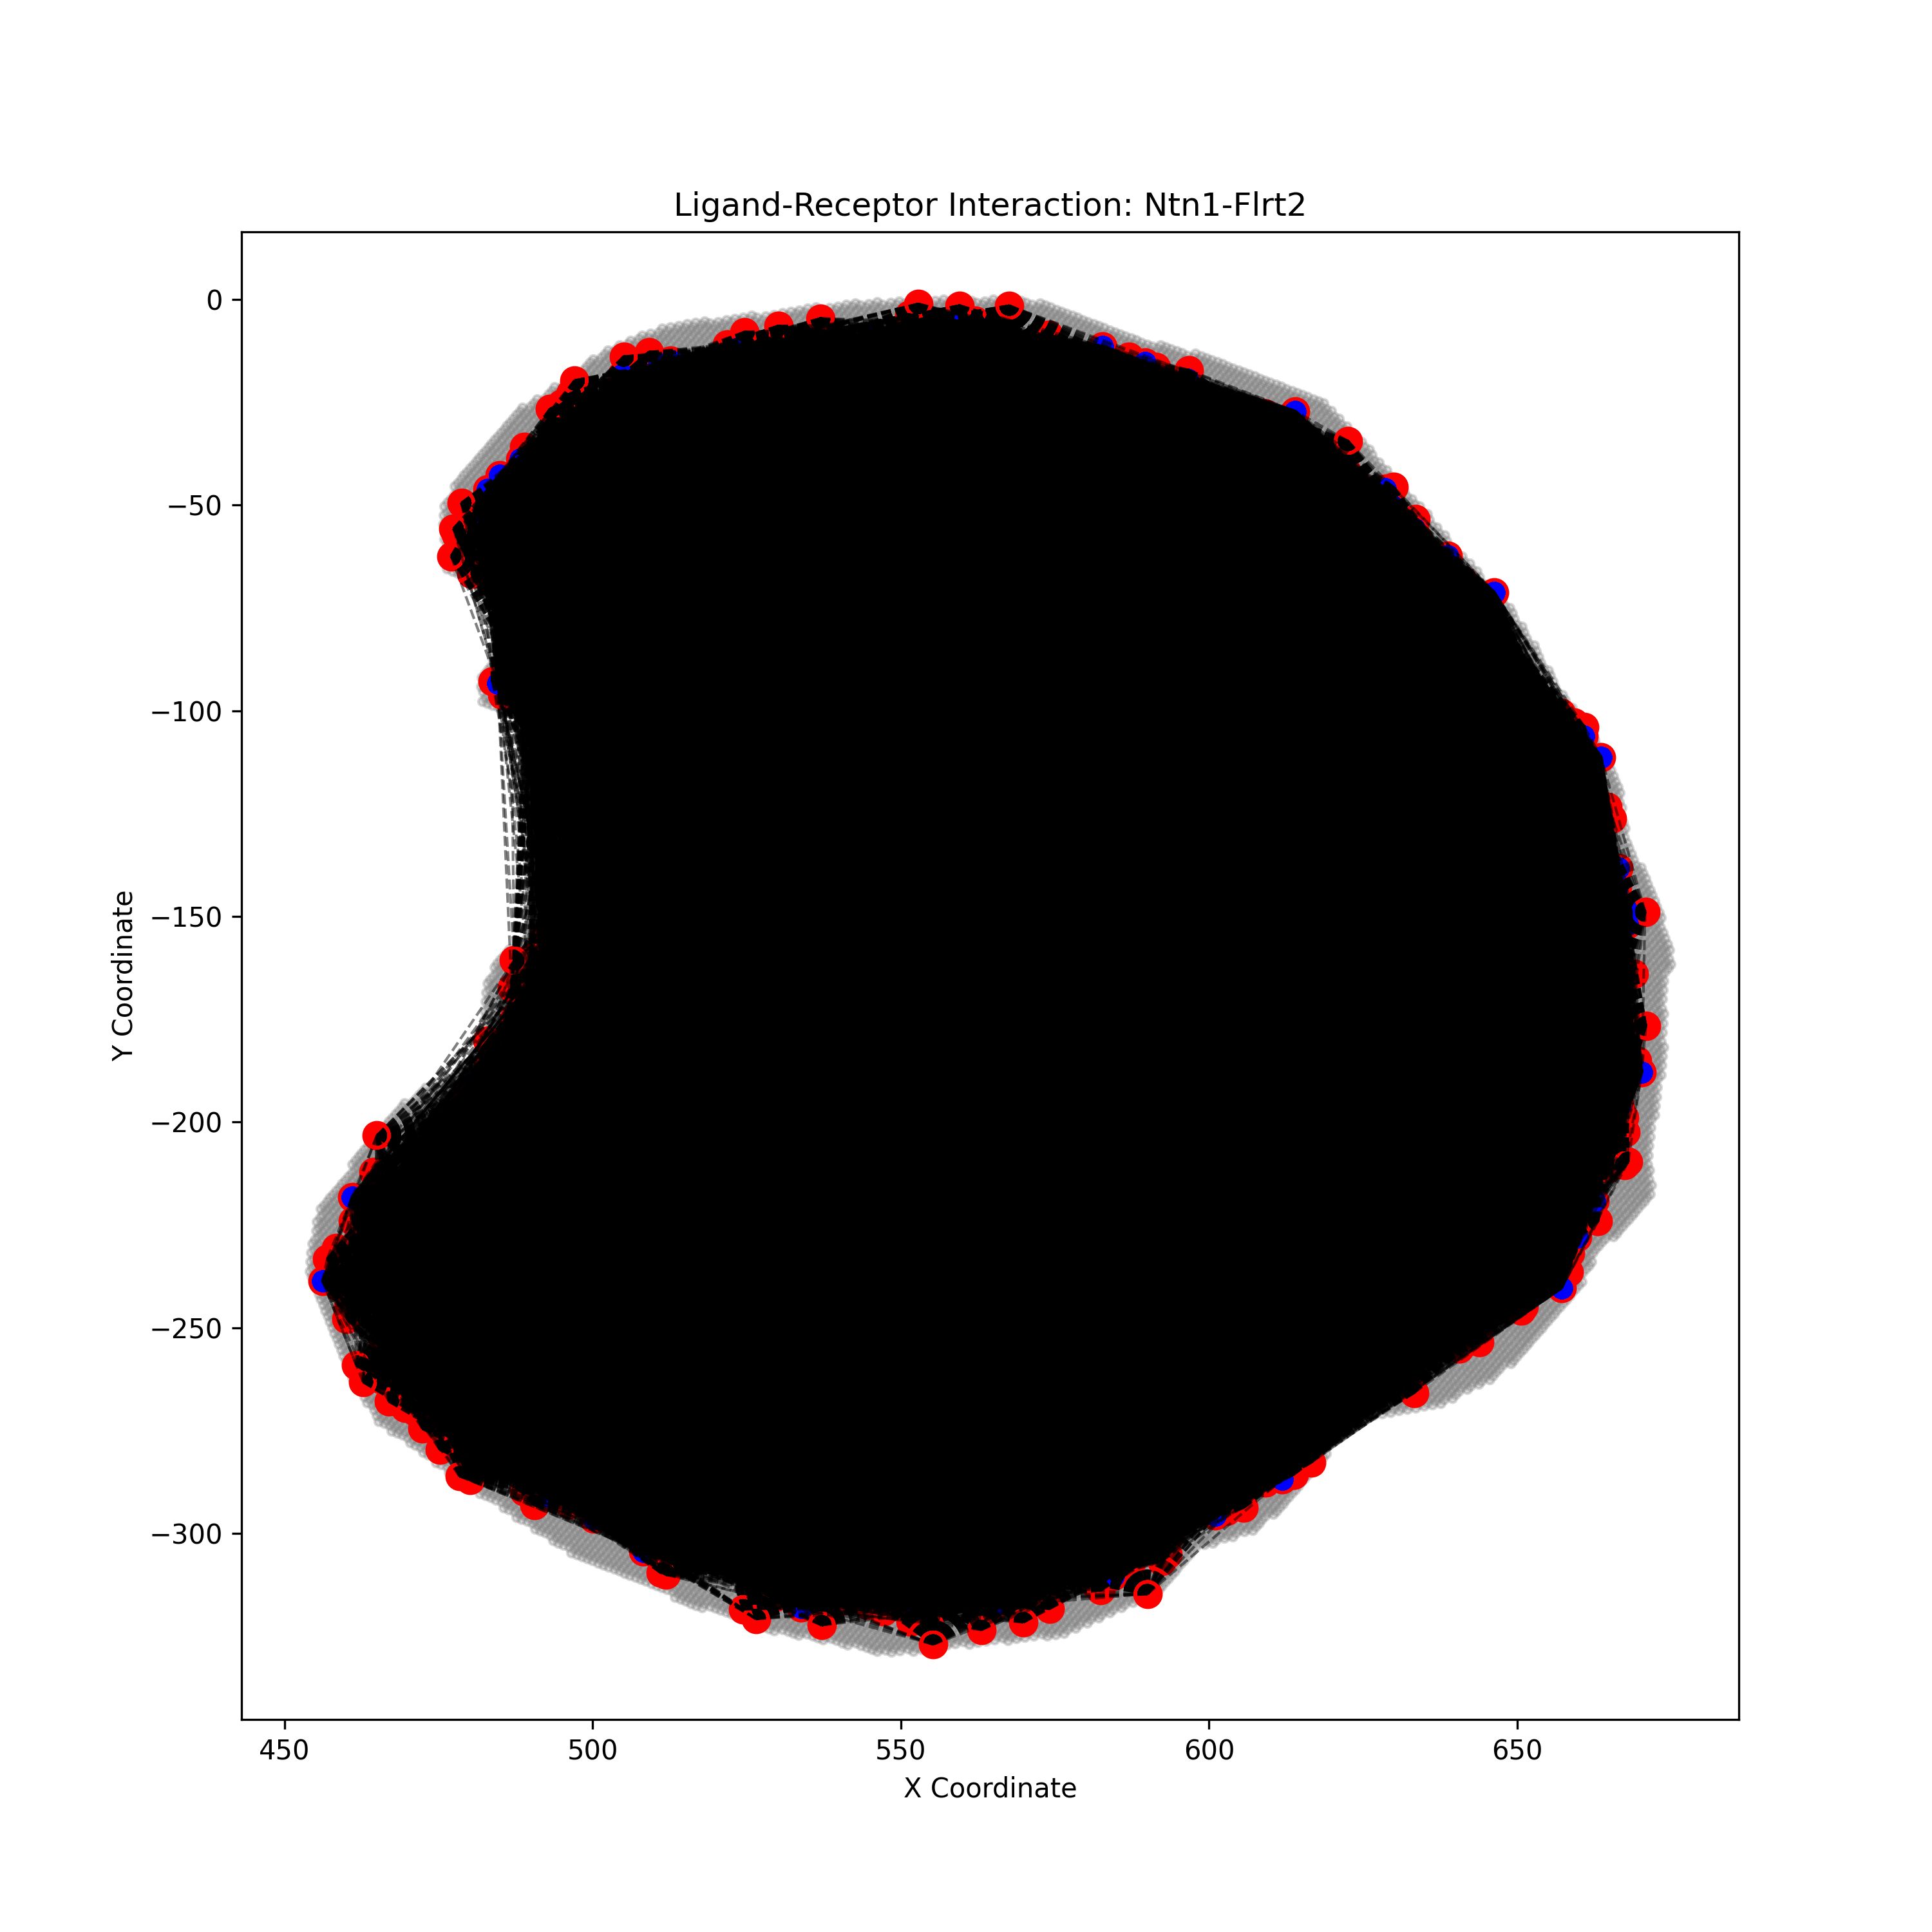 Ligand-Receptor Interaction: Ntn1-Flrt2
0
−50
−100
−150
−200
−250
−300
Y Coordinate
450 500 550 600 650
X Coordinate